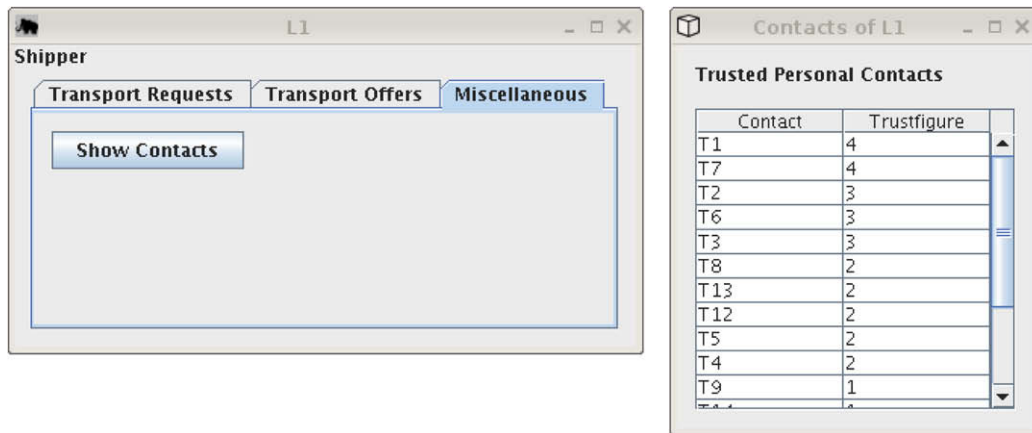 L1
Shipper
Transport Requests Transport Offers Miscellaneous
Show Contacts
Contacts of L1
Trusted Personal Contacts
Contact Trustfigure
T1 4
T7 4
T2 3
T6 3
T3 3
T8 2
T13 2
T12 2
T5 2
T4 2
T9 1